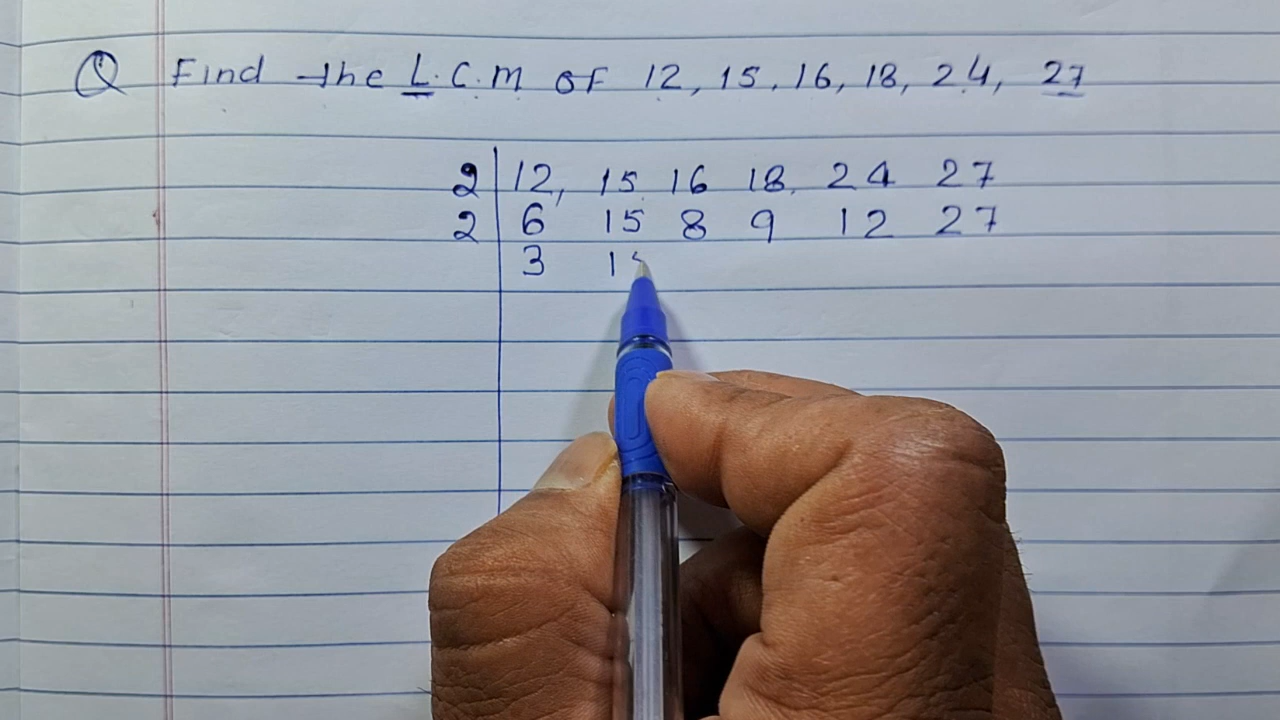 Q Find the L.C.M OF 12, 15, 16, 18, 24, 27
2 12, 15 16 18, 24 27
2 6 15 8 9 12 27
3